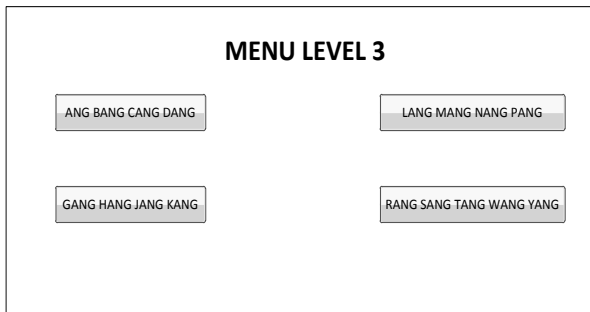 MENU LEVEL 3
ANG BANG CANG DANG
LANG MANG NANG PANG
GANG HANG JANG KANG
RANG SANG TANG WANG YANG